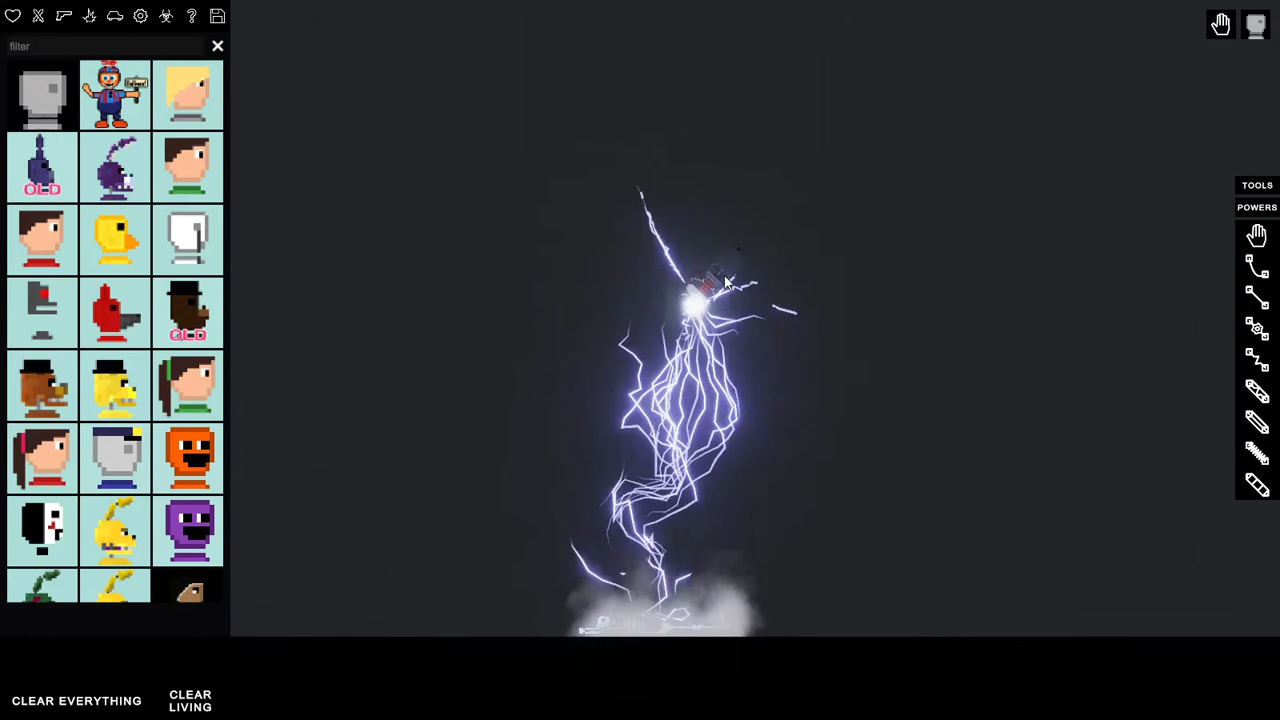 filter
TOOLS
POWERS
OLD
OLD
CLEAR EVERYTHING
CLEAR
LIVING